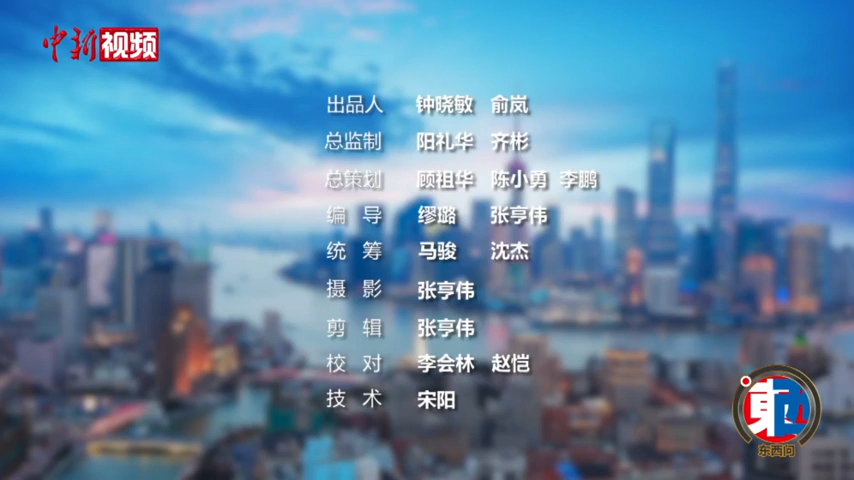 中新视频
出品人 钟晓敏 俞岚
总监制 阳礼华 齐彬
总策划 顾祖华 陈小勇 李鹏
编导 缪璐 张亨伟
统筹 马骏 沈杰
摄影 张亨伟
剪辑 张亨伟
校对 李会林 赵恺
技术 宋阳
东西问